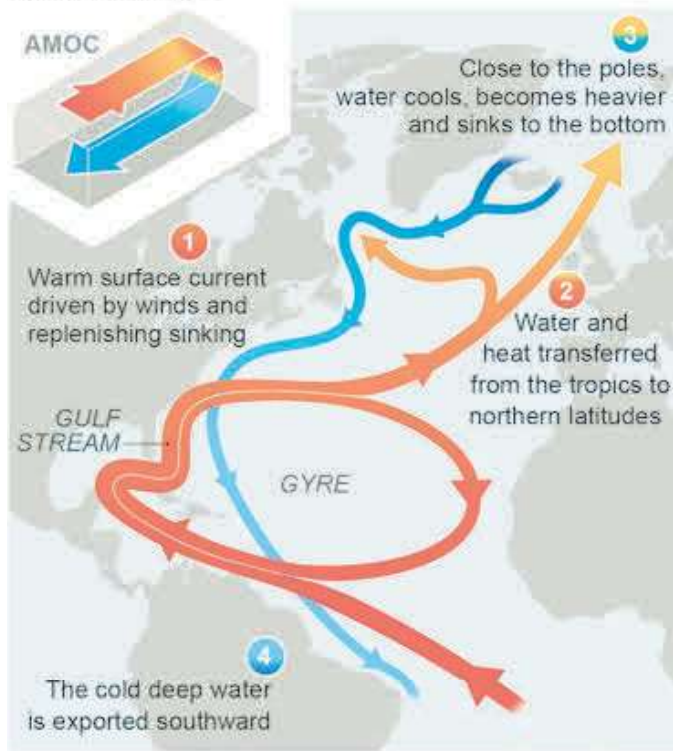 AMOC
3
Close to the poles,
water cools, becomes heavier
and sinks to the bottom
1
Warm surface current
driven by winds and
replenishing sinking
2
Water and
heat transferred
from the tropics to
northern latitudes
GULF
STREAM
GYRE
4
The cold deep water
is exported southward